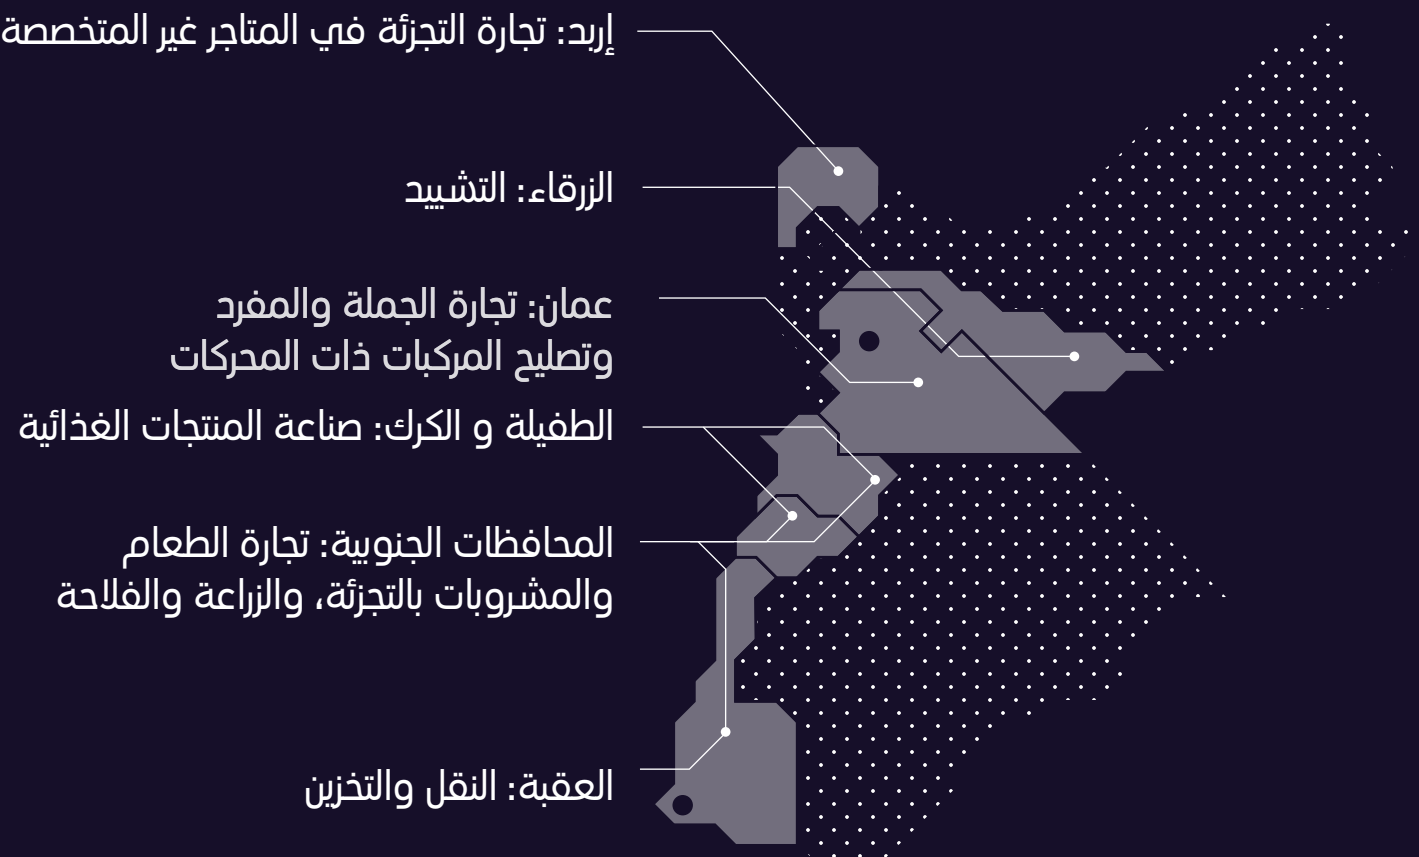 إربد: تجارة التجزئة في المتاجر غير المتخصصة
الزرقاء: التشييد
عمان: تجارة الجملة والمفرد
وتصليح المركبات ذات المحركات
الطفيلة و الكرك: صناعة المنتجات الغذائية
المحافظات الجنوبية: تجارة الطعام
والمشروبات بالتجزئة، والزراعة والفلاحة
العقبة: النقل والتخزين